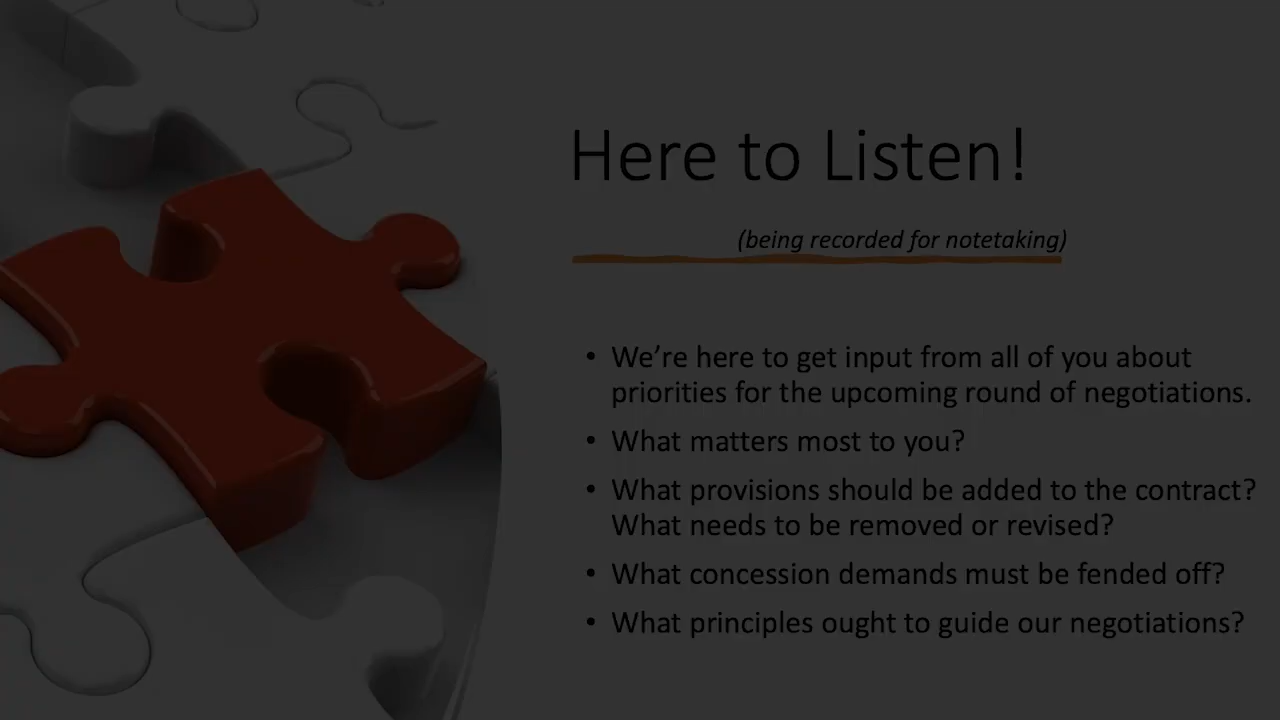 Here to Listen!
(being recorded for notetaking)
• We’re here to get input from all of you about
priorities for the upcoming round of negotiations.
• What matters most to you?
• What provisions should be added to the contract?
What needs to be removed or revised?
• What concession demands must be fended off?
• What principles ought to guide our negotiations?